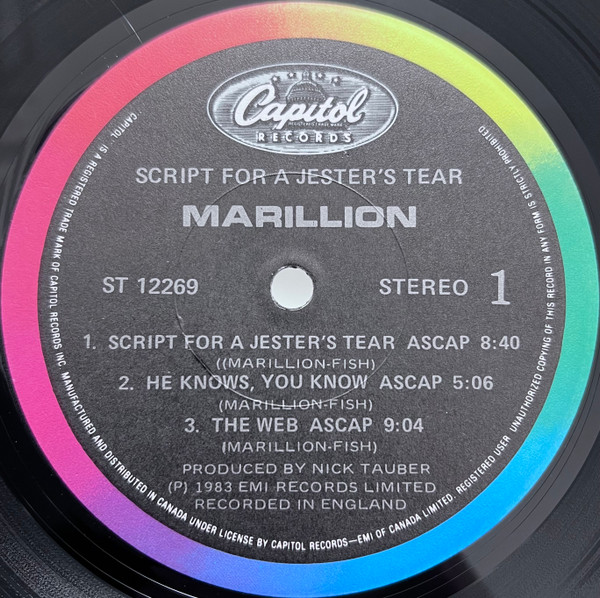 Capitol
REGISTERED TRADE MARK
RECORDS
SCRIPT FOR A JESTER'S TEAR
MARILLION
ST 12269
STEREO 1
1. SCRIPT FOR A JESTER'S TEAR ASCAP 8:40
((MARILLION-FISH)
2. HE KNOWS, YOU KNOW ASCAP 5:06
(MARILLION-FISH)
3. THE WEB ASCAP 9:04
(MARILLION-FISH)
PRODUCED BY NICK TAUBER
(P) 1983 EMI RECORDS LIMITED
RECORDED IN ENGLAND
CAPITOL IS A REGISTERED TRADE MARK OF CAPITOL RECORDS INC. MANUFACTURED AND DISTRIBUTED IN CANADA UNDER LICENSE BY CAPITOL RECORDS—EMI OF CANADA LIMITED, REGISTERED USER. UNAUTHORIZED COPYING OF THIS RECORD IN ANY FORM IS STRICTLY PROHIBITED